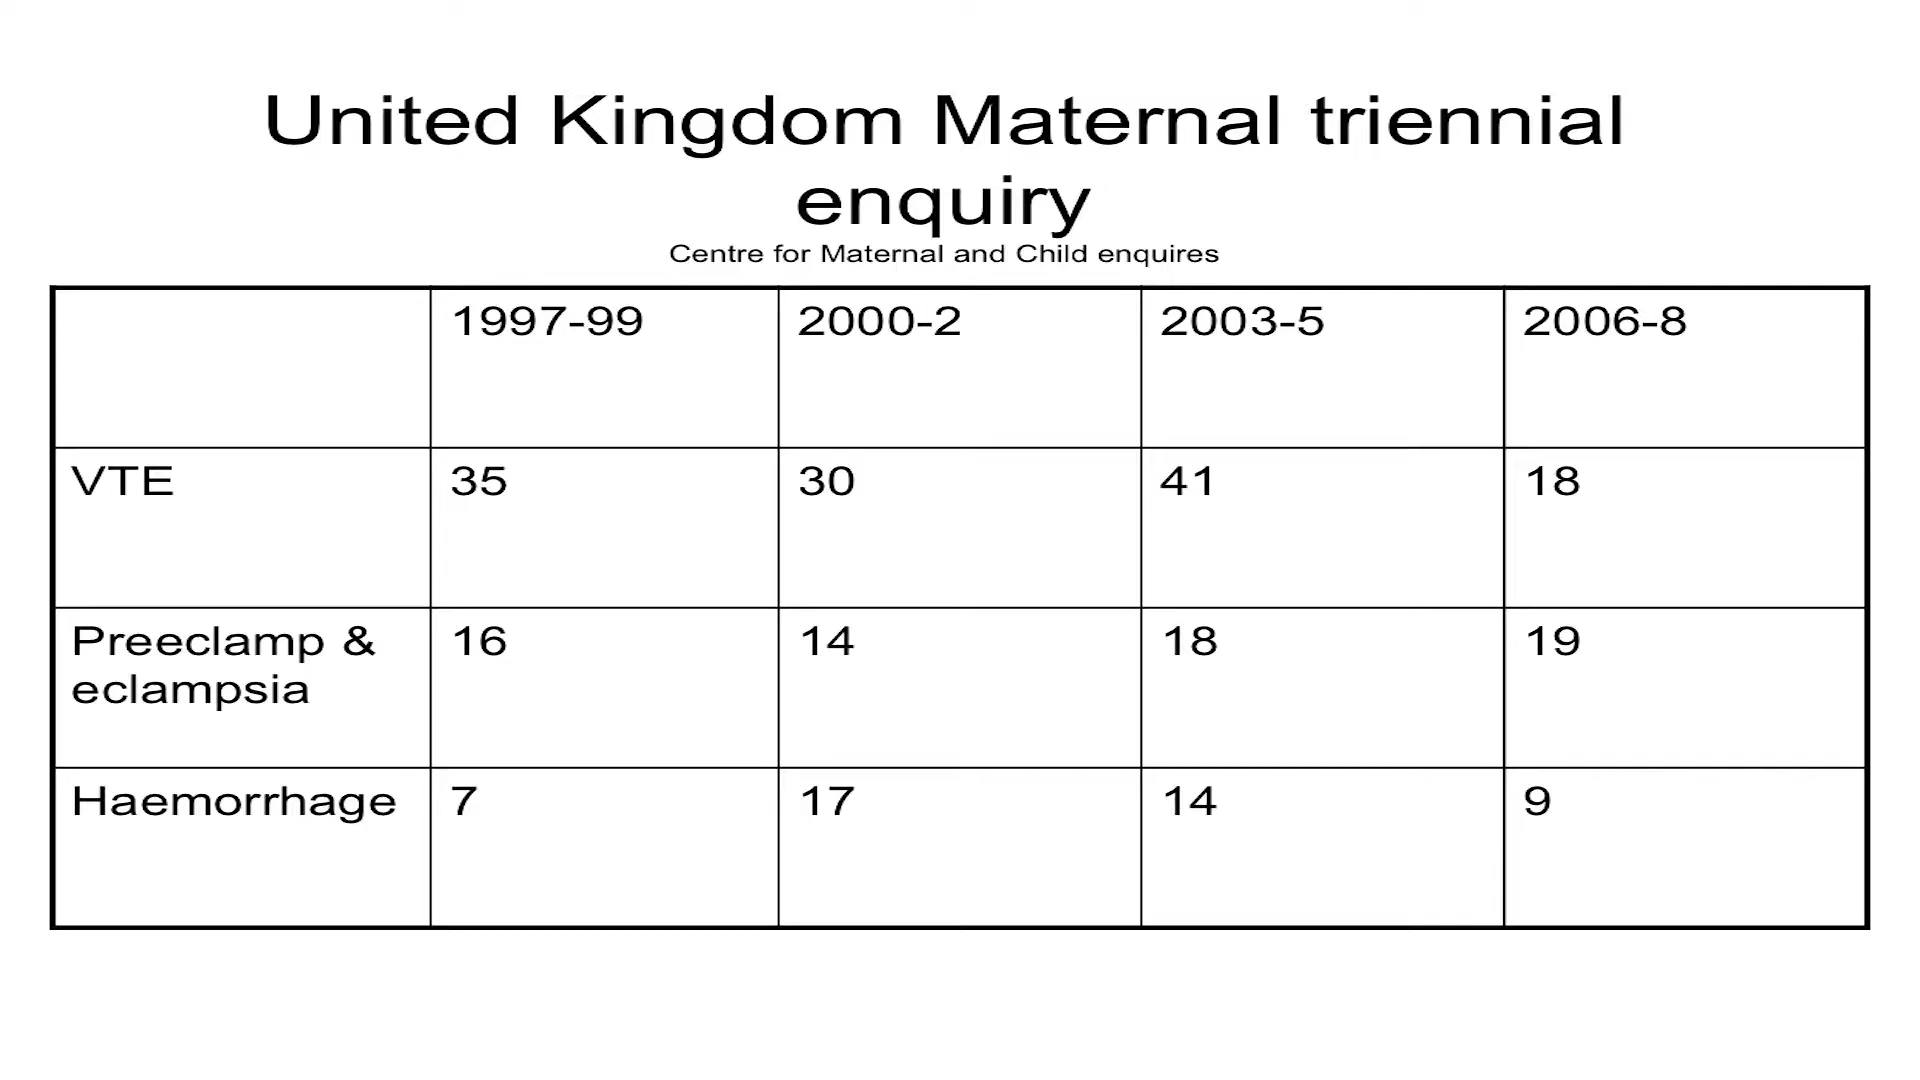 United Kingdom Maternal triennial
enquiry
Centre for Maternal and Child enquires
1997-99 2000-2 2003-5 2006-8
VTE 35 30 41 18
Preeclamp & 16 14 18 19
eclampsia
Haemorrhage 7 17 14 9